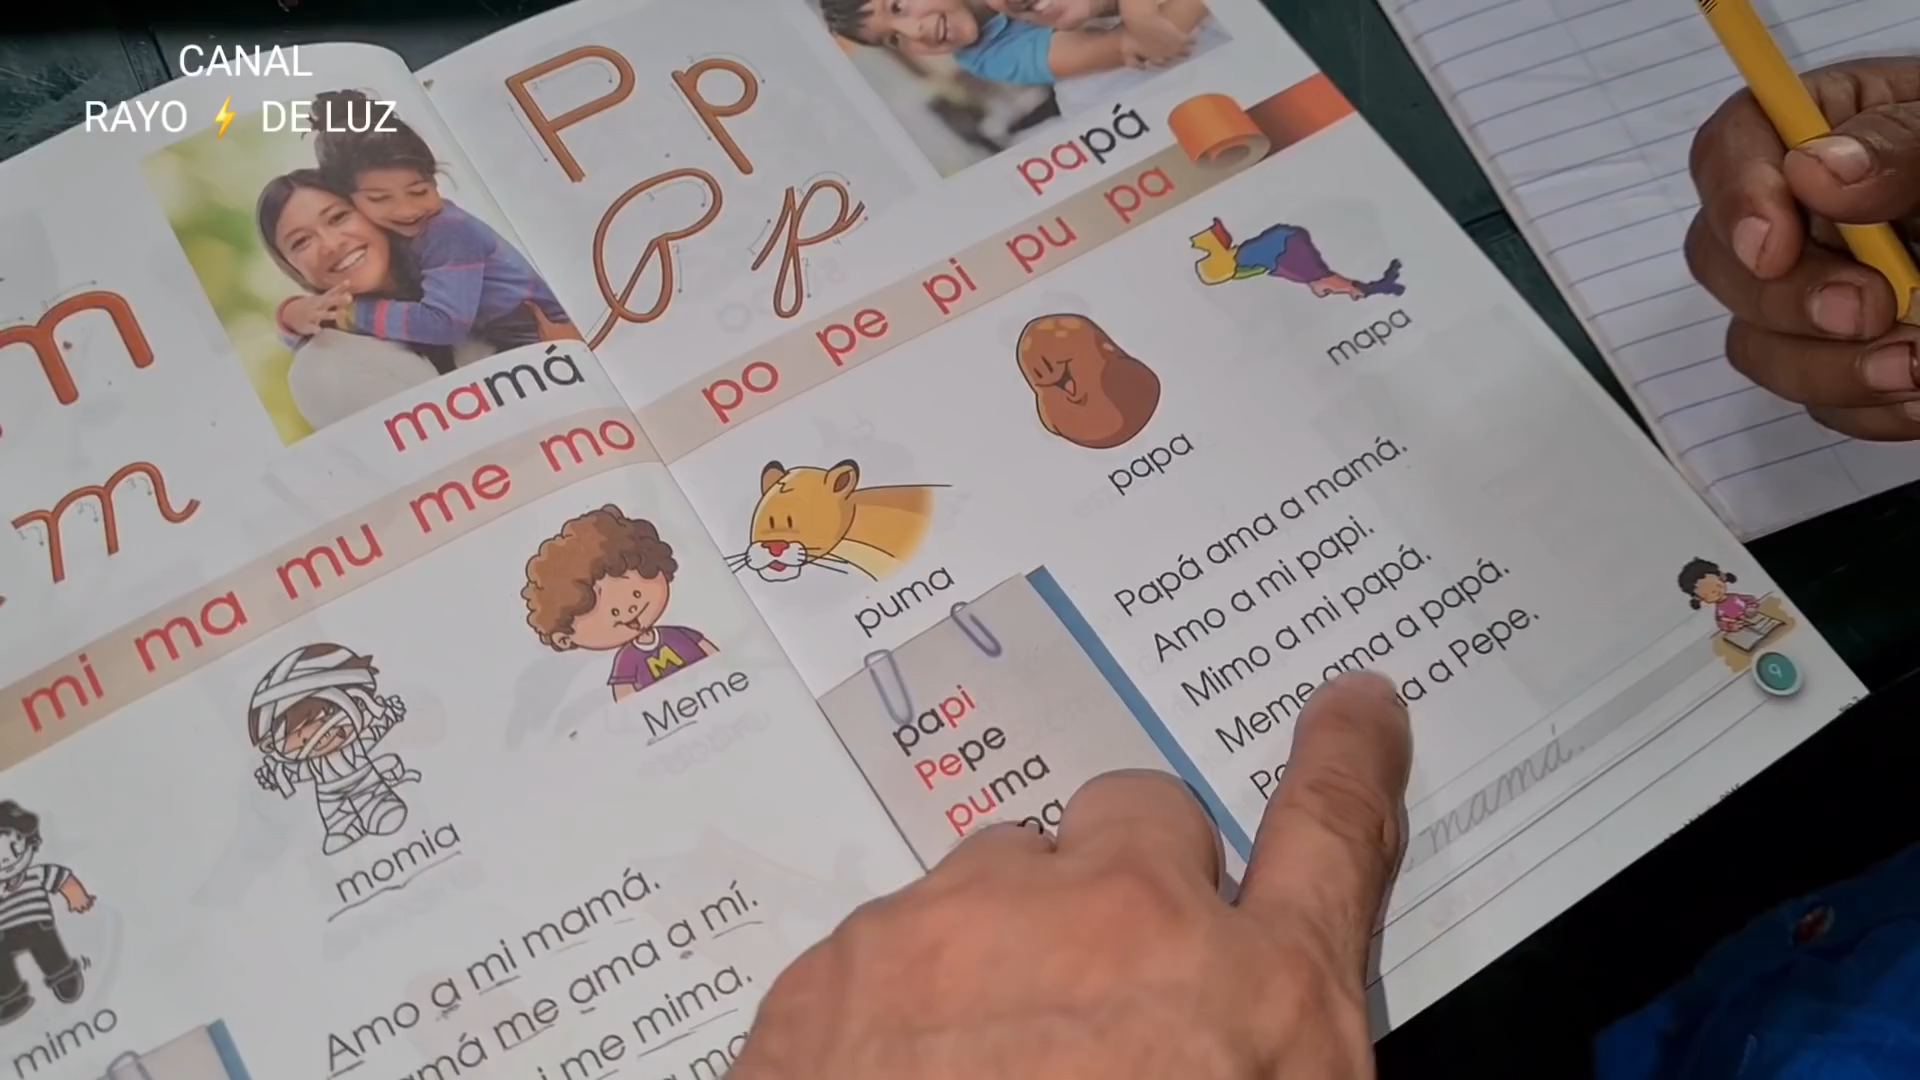 CANAL
RAYO ⚡ DE LUZ
m
m
mamá
mi ma mu me mo
Meme
momia
mimo
Amo a mi mamá.
me ama a mí.
me mima.
P p
P p
papá
po pe pi pu pa
mapa
papa
puma
papi
Pepe
puma
Papá ama a mamá.
Amo a mi papi.
Mimo a mi papá.
Meme ama a papá.
a Pepe.
mamá.
9
M